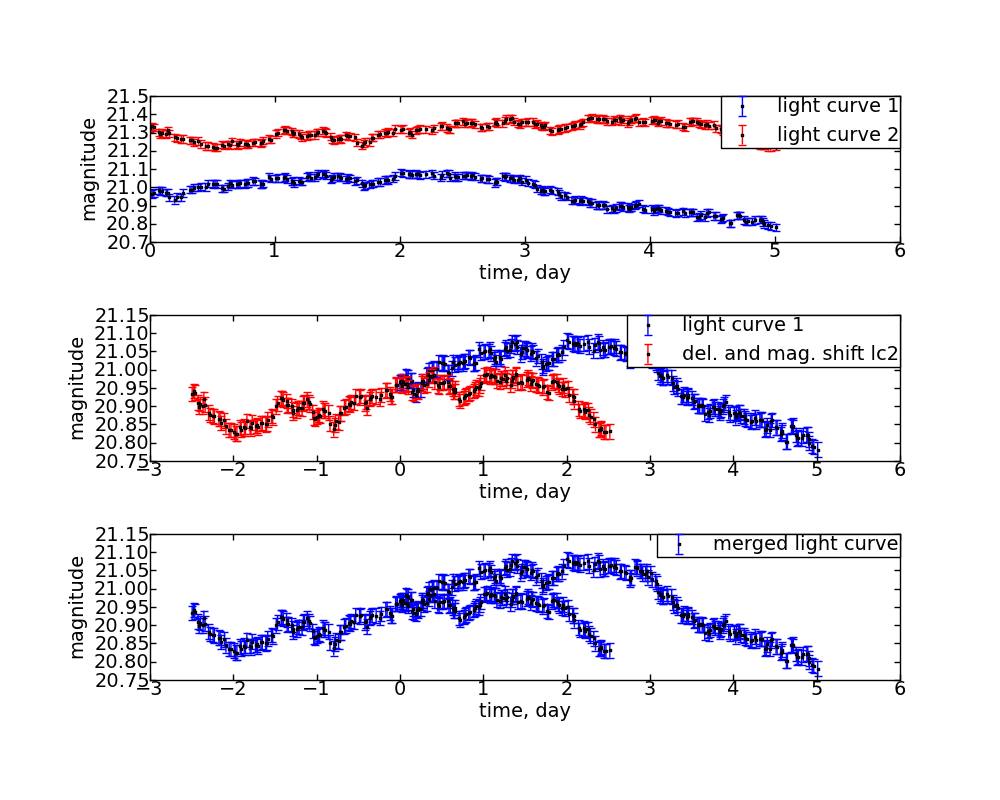 21.5
21.4
21.3
21.2
21.1
21.0
20.9
20.8
20.7
magnitude
light curve 1
light curve 2
0 1 2 3 4 5 6
time, day
21.15
21.10
21.05
21.00
20.95
20.90
20.85
20.80
20.75
magnitude
light curve 1
del. and mag. shift lc2
−3 −2 −1 0 1 2 3 4 5 6
time, day
21.15
21.10
21.05
21.00
20.95
20.90
20.85
20.80
20.75
magnitude
merged light curve
−3 −2 −1 0 1 2 3 4 5 6
time, day